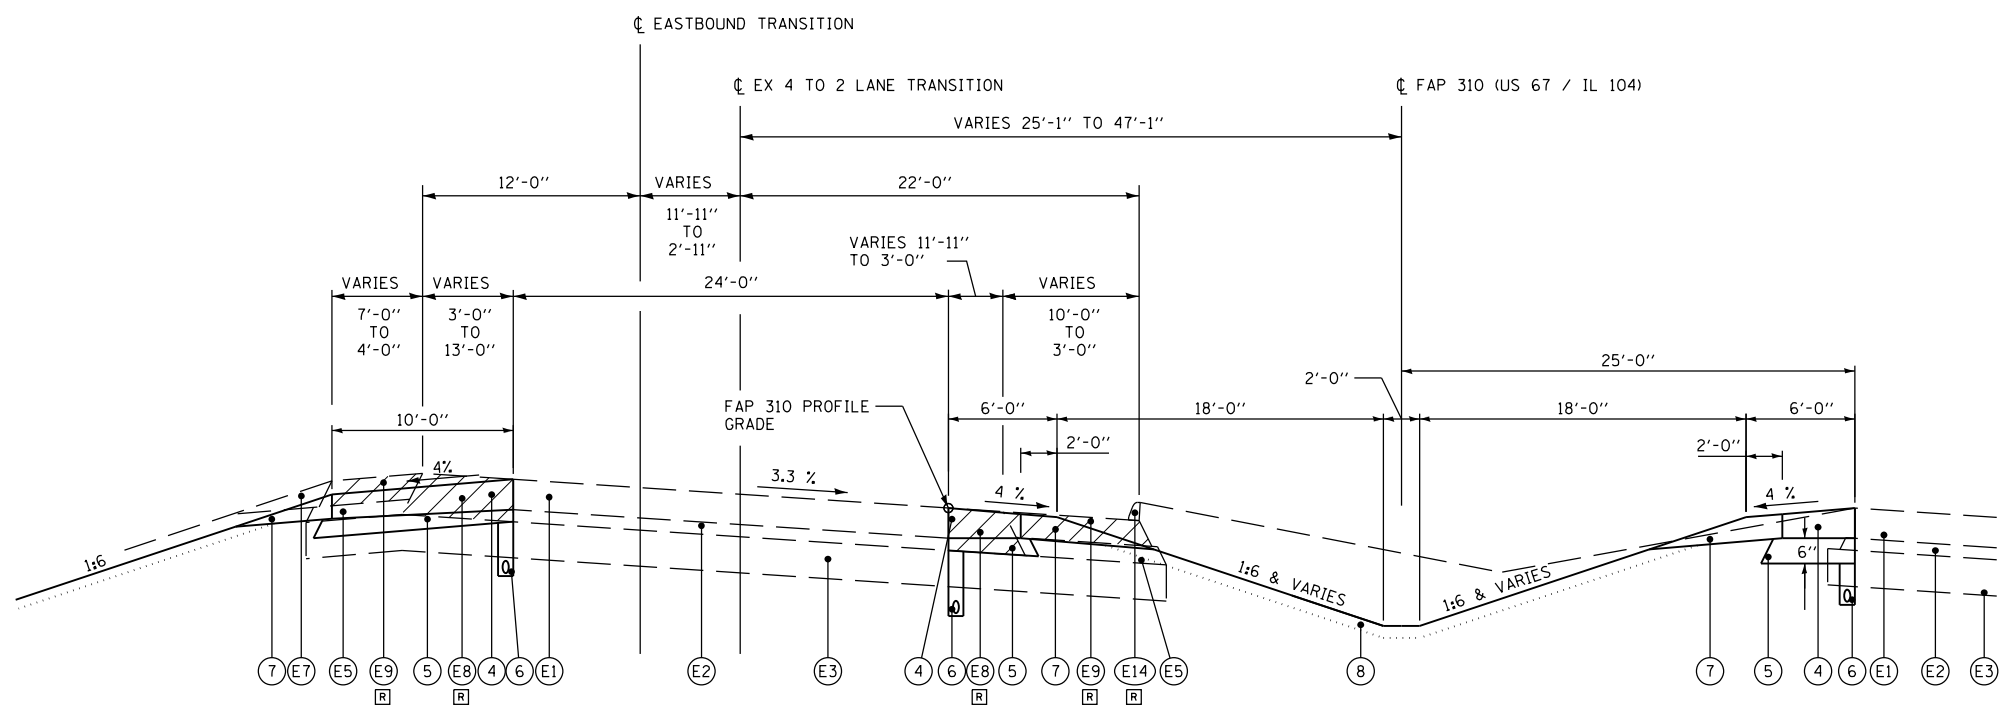 ℄ EASTBOUND TRANSITION
℄ EX 4 TO 2 LANE TRANSITION
℄ FAP 310 (US 67 / IL 104)
VARIES 25'-1'' TO 47'-1''
12'-0''
VARIES
11'-11''
TO
2'-11''
22'-0''
VARIES 11'-11''
TO 3'-0''
VARIES
7'-0''
TO
4'-0''
VARIES
3'-0''
TO
13'-0''
24'-0''
VARIES
10'-0''
TO
3'-0''
25'-0''
2'-0''
FAP 310 PROFILE
GRADE
10'-0''
6'-0''
18'-0''
18'-0''
6'-0''
2'-0''
2'-0''
4%
3.3 %
4 %
4 %
1:6
6''
1:6 & VARIES
1:6 & VARIES
7 E7 E5 E9 5 E8 4 6 E1 E2 E3 4 6 E8 5 7 E9 E14 E5 8 7 5 4 6 E1 E2 E3
R R R R R